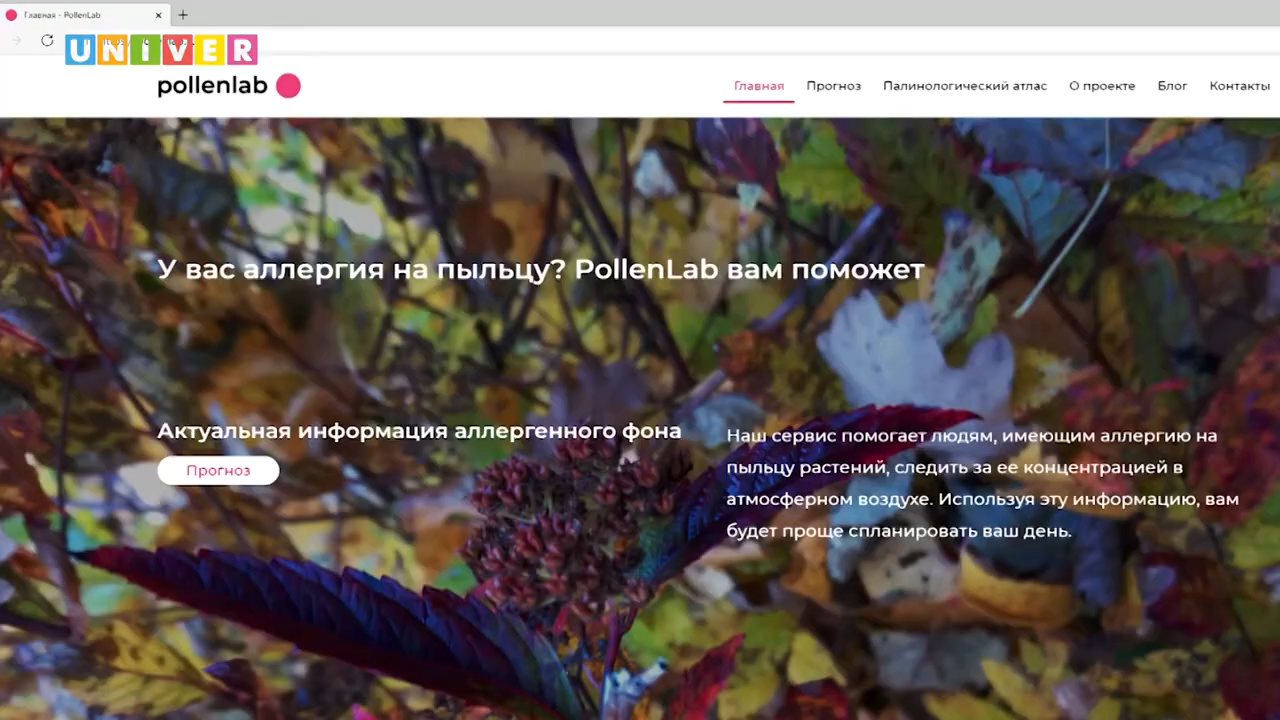 Главная - PollenLab
UNIVER
pollenlab
Главная Прогноз Палинологический атлас О проекте Блог Контакты
У вас аллергия на пыльцу? PollenLab вам поможет
Актуальная информация аллергенного фона
Прогноз
Наш сервис помогает людям, имеющим аллергию на
пыльцу растений, следить за ее концентрацией в
атмосферном воздухе. Используя эту информацию, вам
будет проще спланировать ваш день.